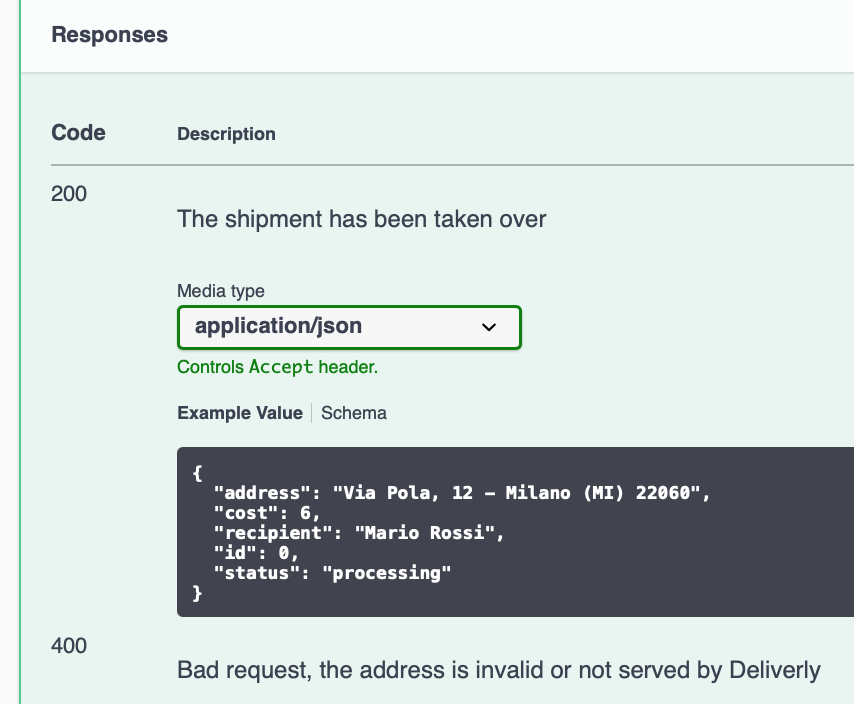 Responses
Code Description
200
The shipment has been taken over
Media type
application/json
Controls Accept header.
Example Value Schema
{
"address": "Via Pola, 12 – Milano (MI) 22060",
"cost": 6,
"recipient": "Mario Rossi",
"id": 0,
"status": "processing"
}
400
Bad request, the address is invalid or not served by Deliverly